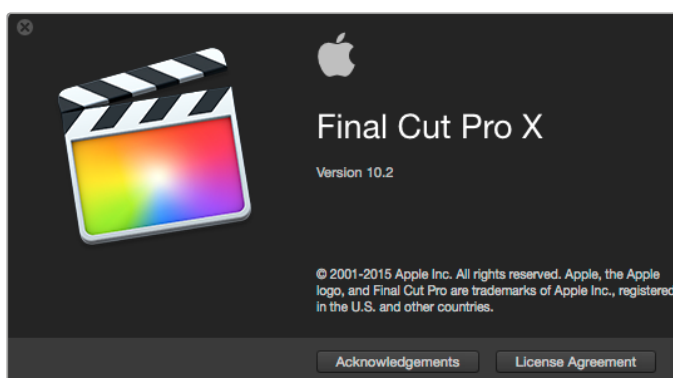 Final Cut Pro X
Version 10.2
© 2001-2015 Apple Inc. All rights reserved. Apple, the Apple
logo, and Final Cut Pro are trademarks of Apple Inc., registered
in the U.S. and other countries.
Acknowledgements
License Agreement